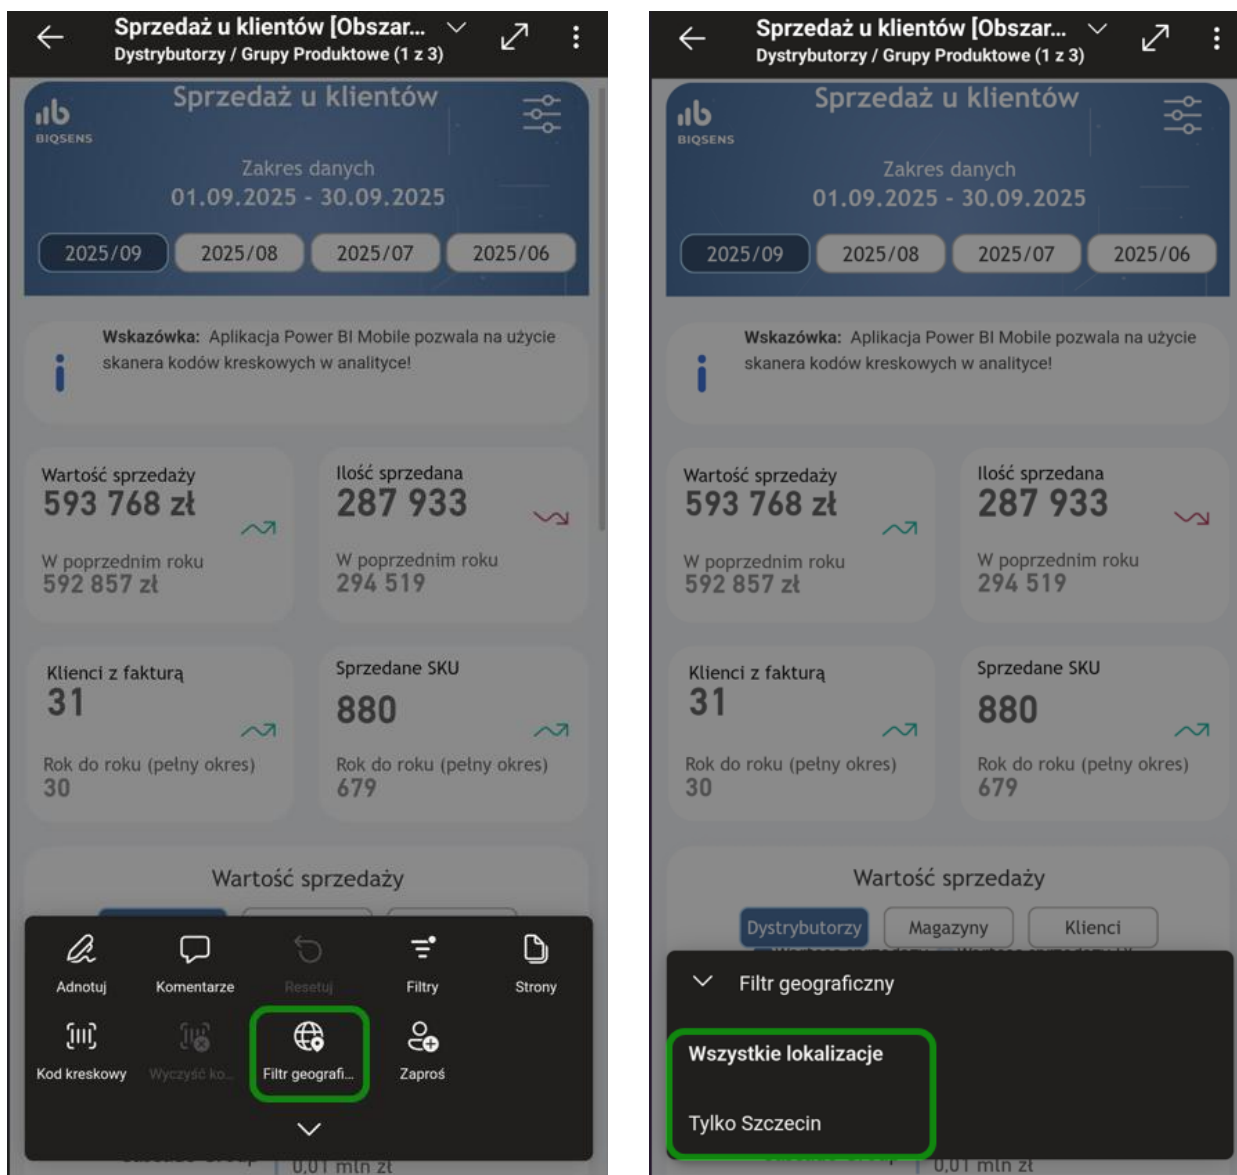 Sprzedaż u klientów [Obszar...
Dystrybutorzy / Grupy Produktowe (1 z 3)
Sprzedaż u klientów
BIQSENS
Zakres danych
01.09.2025 - 30.09.2025
2025/09 2025/08 2025/07 2025/06
Wskazówka: Aplikacja Power BI Mobile pozwala na użycie
skanera kodów kreskowych w analityce!
Wartość sprzedaży
593 768 zł
W poprzednim roku
592 857 zł
Ilość sprzedana
287 933
W poprzednim roku
294 519
Klienci z fakturą
31
Rok do roku (pełny okres)
30
Sprzedane SKU
880
Rok do roku (pełny okres)
679
Wartość sprzedaży
Adnotuj Komentarze Resetuj Filtry Strony
Kod kreskowy Wyczyść ko... Filtr geografi... Zaproś
0,01 mln zł
Sprzedaż u klientów [Obszar...
Dystrybutorzy / Grupy Produktowe (1 z 3)
Sprzedaż u klientów
BIQSENS
Zakres danych
01.09.2025 - 30.09.2025
2025/09 2025/08 2025/07 2025/06
Wskazówka: Aplikacja Power BI Mobile pozwala na użycie
skanera kodów kreskowych w analityce!
Wartość sprzedaży
593 768 zł
W poprzednim roku
592 857 zł
Ilość sprzedana
287 933
W poprzednim roku
294 519
Klienci z fakturą
31
Rok do roku (pełny okres)
30
Sprzedane SKU
880
Rok do roku (pełny okres)
679
Wartość sprzedaży
Dystrybutorzy Magazyny Klienci
Filtr geograficzny
Wszystkie lokalizacje
Tylko Szczecin
0,01 mln zł